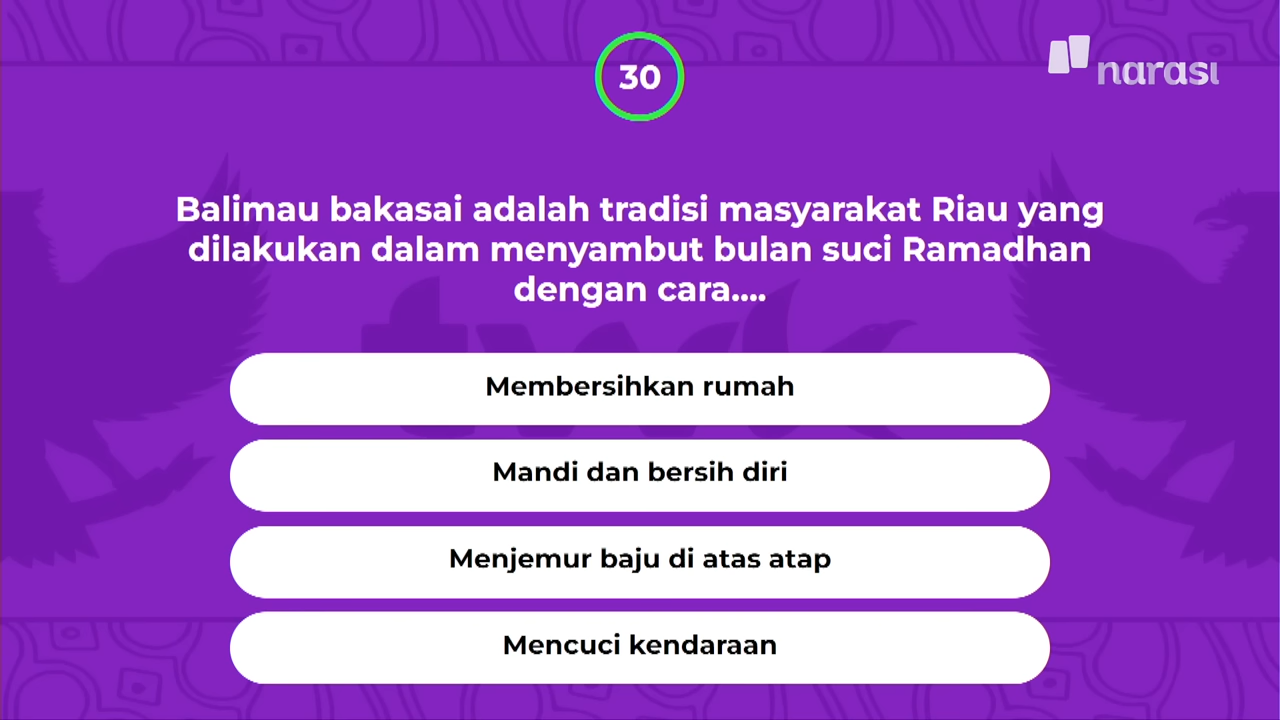 30
narasi
Balimau bakasai adalah tradisi masyarakat Riau yang
dilakukan dalam menyambut bulan suci Ramadhan
dengan cara....
twk
Membersihkan rumah
Mandi dan bersih diri
Menjemur baju di atas atap
Mencuci kendaraan